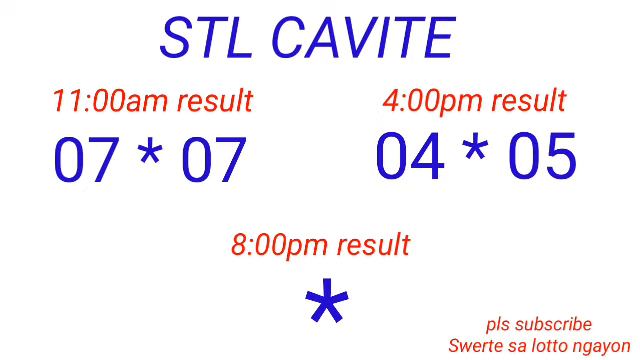 STL CAVITE
11:00am result
07 * 07
4:00pm result
04 * 05
8:00pm result
*
pls subscribe
Swerte sa lotto ngayon